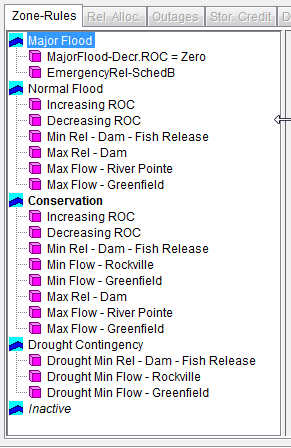 Zone-Rules Rel. Alloc. Outages Stor. Credit D
Major Flood
MajorFlood-Decr.ROC = Zero
EmergencyRel-SchedB
Normal Flood
Increasing ROC
Decreasing ROC
Min Rel - Dam - Fish Release
Max Rel - Dam
Max Flow - River Pointe
Max Flow - Greenfield
Conservation
Increasing ROC
Decreasing ROC
Min Rel - Dam - Fish Release
Min Flow - Rockville
Min Flow - Greenfield
Max Rel - Dam
Max Flow - River Pointe
Max Flow - Greenfield
Drought Contingency
Drought Min Rel - Dam - Fish Release
Drought Min Flow - Rockville
Drought Min Flow - Greenfield
Inactive